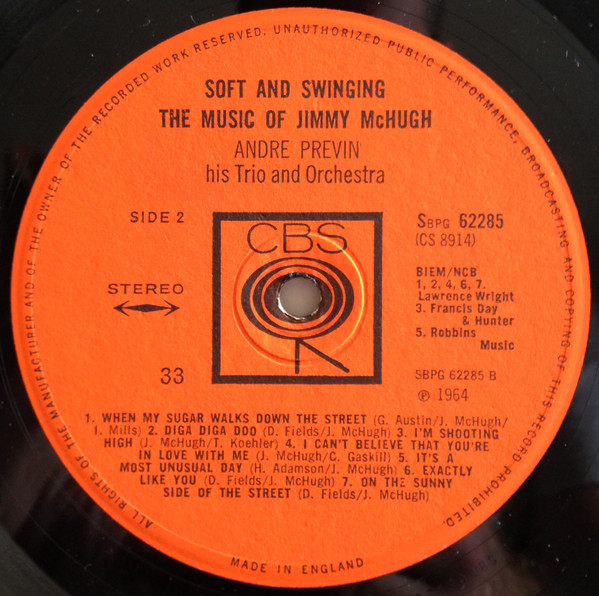 ALL RIGHTS OF THE MANUFACTURER AND OF THE OWNER OF THE RECORDED WORK RESERVED. UNAUTHORIZED PUBLIC PERFORMANCE, BROADCASTING AND COPYING OF THIS RECORD PROHIBITED.
SOFT AND SWINGING
THE MUSIC OF JIMMY McHUGH
ANDRE PREVIN
his Trio and Orchestra
SIDE 2
SBPG 62285
(CS 8914)
CBS
STEREO
BIEM/NCB
1, 2, 4, 6, 7.
Lawrence Wright
3. Francis Day
& Hunter
5. Robbins
Music
33
SBPG 62285 B
℗ 1964
1. WHEN MY SUGAR WALKS DOWN THE STREET (G. Austin/J. McHugh/
I. Mills) 2. DIGA DIGA DOO (D. Fields/J. McHugh) 3. I'M SHOOTING
HIGH (J. McHugh/T. Koehler) 4. I CAN'T BELIEVE THAT YOU'RE
IN LOVE WITH ME (J. McHugh/C. Gaskill) 5. IT'S A
MOST UNUSUAL DAY (H. Adamson/J. McHugh) 6. EXACTLY
LIKE YOU (D. Fields/J. McHugh) 7. ON THE SUNNY
SIDE OF THE STREET (D. Fields/J. McHugh)
MADE IN ENGLAND